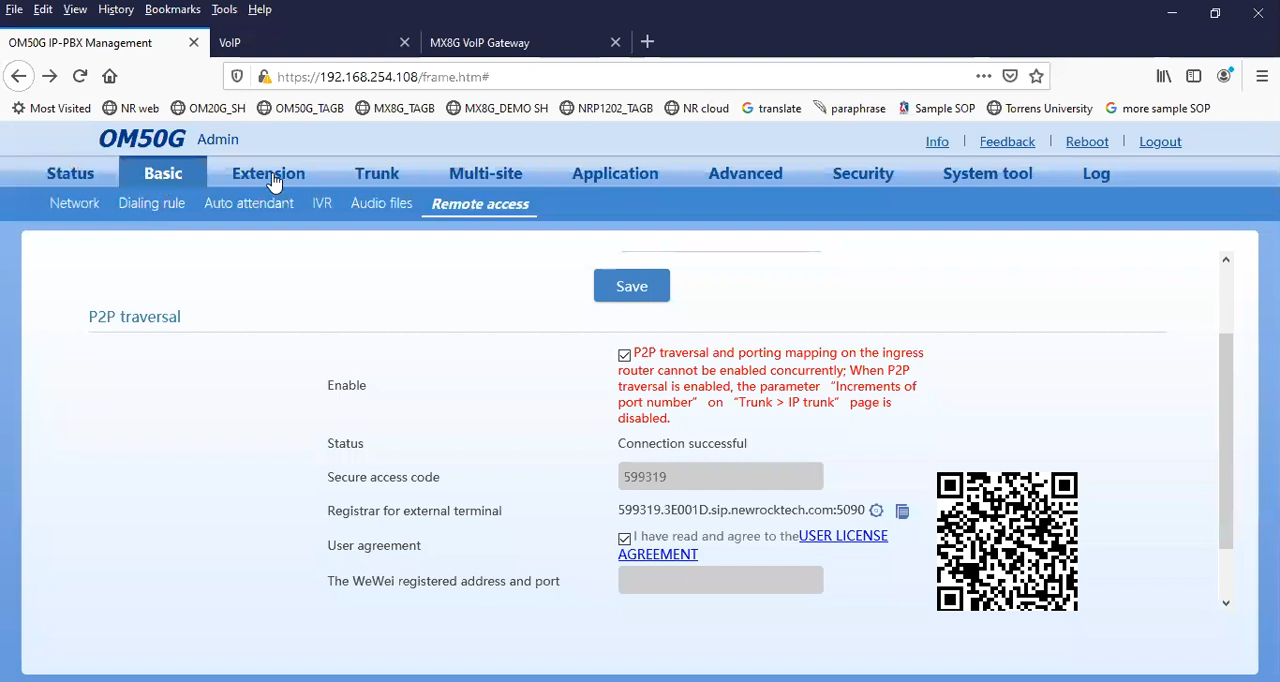 File Edit View History Bookmarks Tools Help
OM50G IP-PBX Management VoIP MX8G VoIP Gateway
https://192.168.254.108/frame.htm#
Most Visited NR web OM20G_SH OM50G_TAGB MX8G_TAGB MX8G_DEMO SH NRP1202_TAGB NR cloud translate paraphrase Sample SOP Torrens University more sample SOP
OM50G Admin Info Feedback Reboot Logout
Status Basic Extension Trunk Multi-site Application Advanced Security System tool Log
Network Dialing rule Auto attendant IVR Audio files Remote access
Save
P2P traversal
Enable
P2P traversal and porting mapping on the ingress
router cannot be enabled concurrently; When P2P
traversal is enabled, the parameter “Increments of
port number” on “Trunk > IP trunk” page is
disabled.
Status Connection successful
Secure access code 599319
Registrar for external terminal 599319.3E001D.sip.newrocktech.com:5090
User agreement I have read and agree to the USER LICENSE
AGREEMENT
The WeWei registered address and port